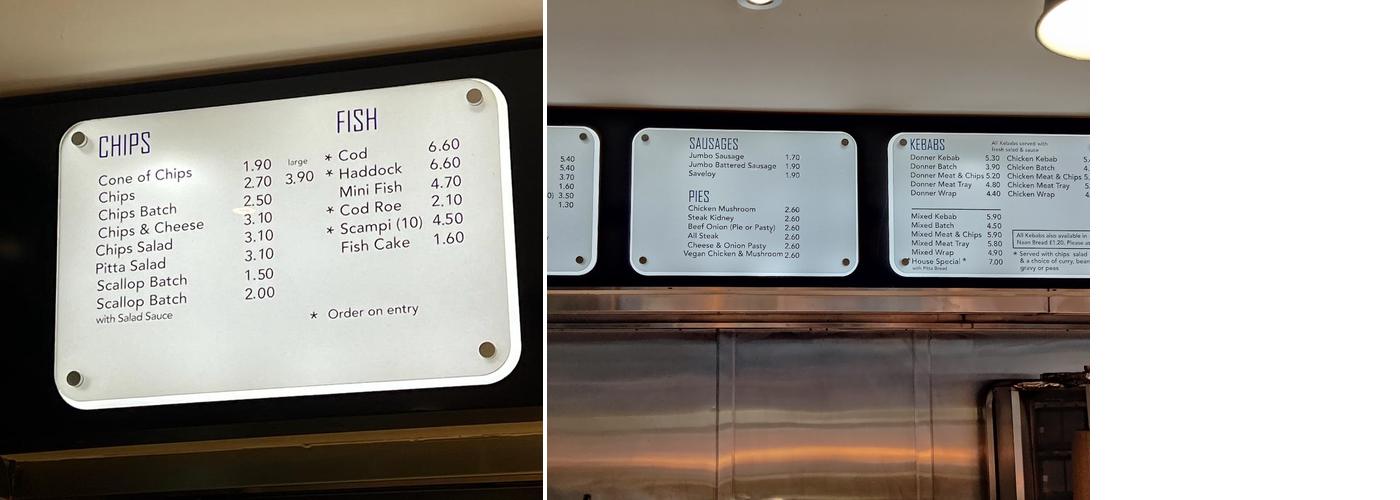 CHIPS
Cone of Chips 1.90
large
Chips 2.70 3.90
Chips Batch 2.50
Chips & Cheese 3.10
Chips Salad 3.10
Pitta Salad 3.10
Scallop Batch 1.50
Scallop Batch 2.00
with Salad Sauce
FISH
* Cod 6.60
* Haddock 6.60
Mini Fish 4.70
* Cod Roe 2.10
* Scampi (10) 4.50
Fish Cake 1.60
* Order on entry
5.40
5.40
3.70
1.60
0) 3.50
1.30
SAUSAGES
Jumbo Sausage 1.70
Jumbo Battered Sausage 1.90
Saveloy 1.90
PIES
Chicken Mushroom 2.60
Steak Kidney 2.60
Beef Onion (Pie or Pasty) 2.60
All Steak 2.60
Cheese & Onion Pasty 2.60
Vegan Chicken & Mushroom 2.60
KEBABS
All Kebabs served with
fresh salad & sauce
Donner Kebab 5.30
Donner Batch 3.90
Donner Meat & Chips 5.20
Donner Meat Tray 4.80
Donner Wrap 4.40
Chicken Kebab
Chicken Batch
Chicken Meat & Chips
Chicken Meat Tray
Chicken Wrap
Mixed Kebab 5.90
Mixed Batch 4.50
Mixed Meat & Chips 5.90
Mixed Meat Tray 5.80
Mixed Wrap 4.90
House Special * 7.00
with Pitta Bread
All Kebabs also available in
Naan Bread £1.20, Please
* Served with chips salad
& a choice of curry,
gravy or peas